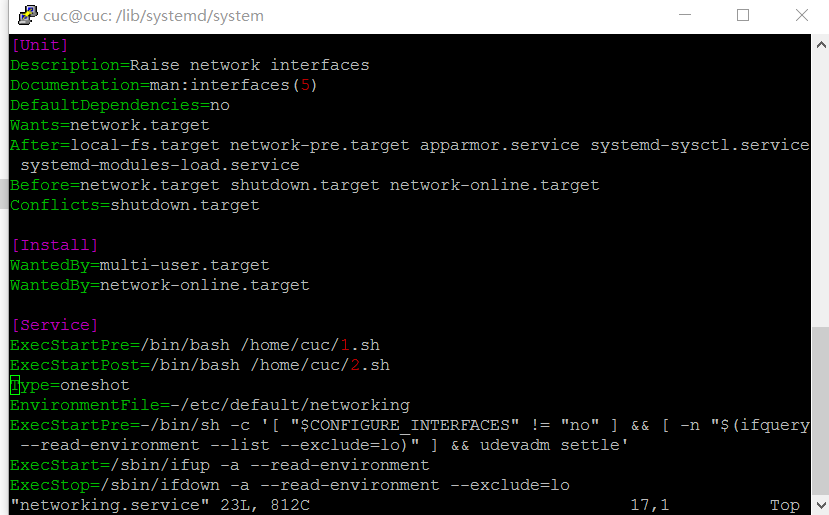 cuc@cuc: /lib/systemd/system
[Unit]
Description=Raise network interfaces
Documentation=man:interfaces(5)
DefaultDependencies=no
Wants=network.target
After=local-fs.target network-pre.target apparmor.service systemd-sysctl.service
 systemd-modules-load.service
Before=network.target shutdown.target network-online.target
Conflicts=shutdown.target

[Install]
WantedBy=multi-user.target
WantedBy=network-online.target

[Service]
ExecStartPre=/bin/bash /home/cuc/1.sh
ExecStartPost=/bin/bash /home/cuc/2.sh
Type=oneshot
EnvironmentFile=-/etc/default/networking
ExecStartPre=-/bin/sh -c '[ "$CONFIGURE_INTERFACES" != "no" ] && [ -n "$(ifquery
 --read-environment --list --exclude=lo)" ] && udevadm settle'
ExecStart=/sbin/ifup -a --read-environment
ExecStop=/sbin/ifdown -a --read-environment --exclude=lo
"networking.service" 23L, 812C 17,1 Top